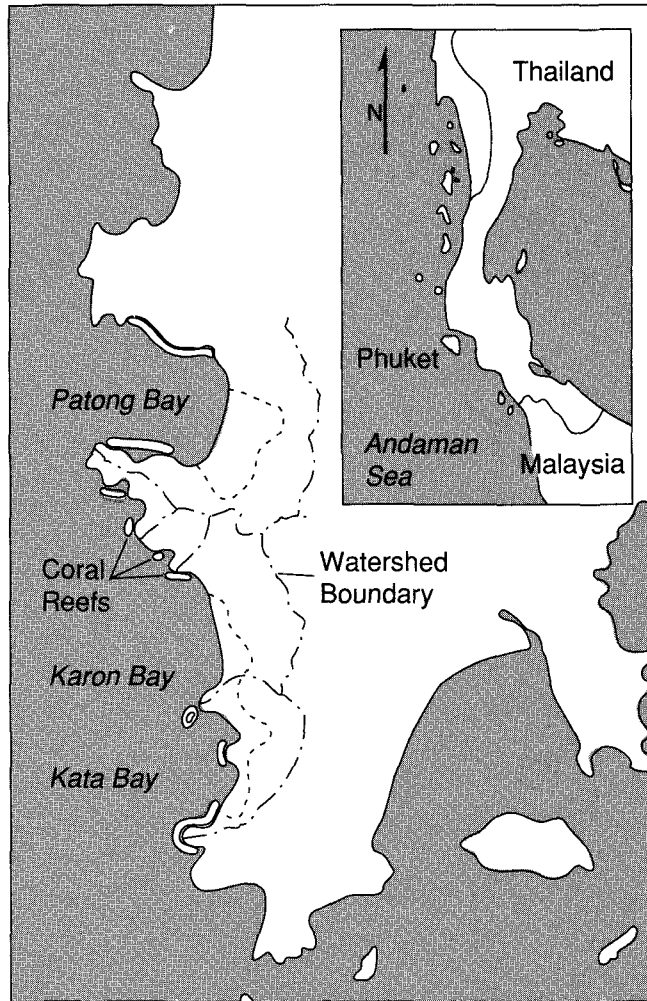 Thailand
N
Phuket
Andaman
Sea
Malaysia
Patong Bay
Coral
Reefs
Watershed
Boundary
Karon Bay
Kata Bay